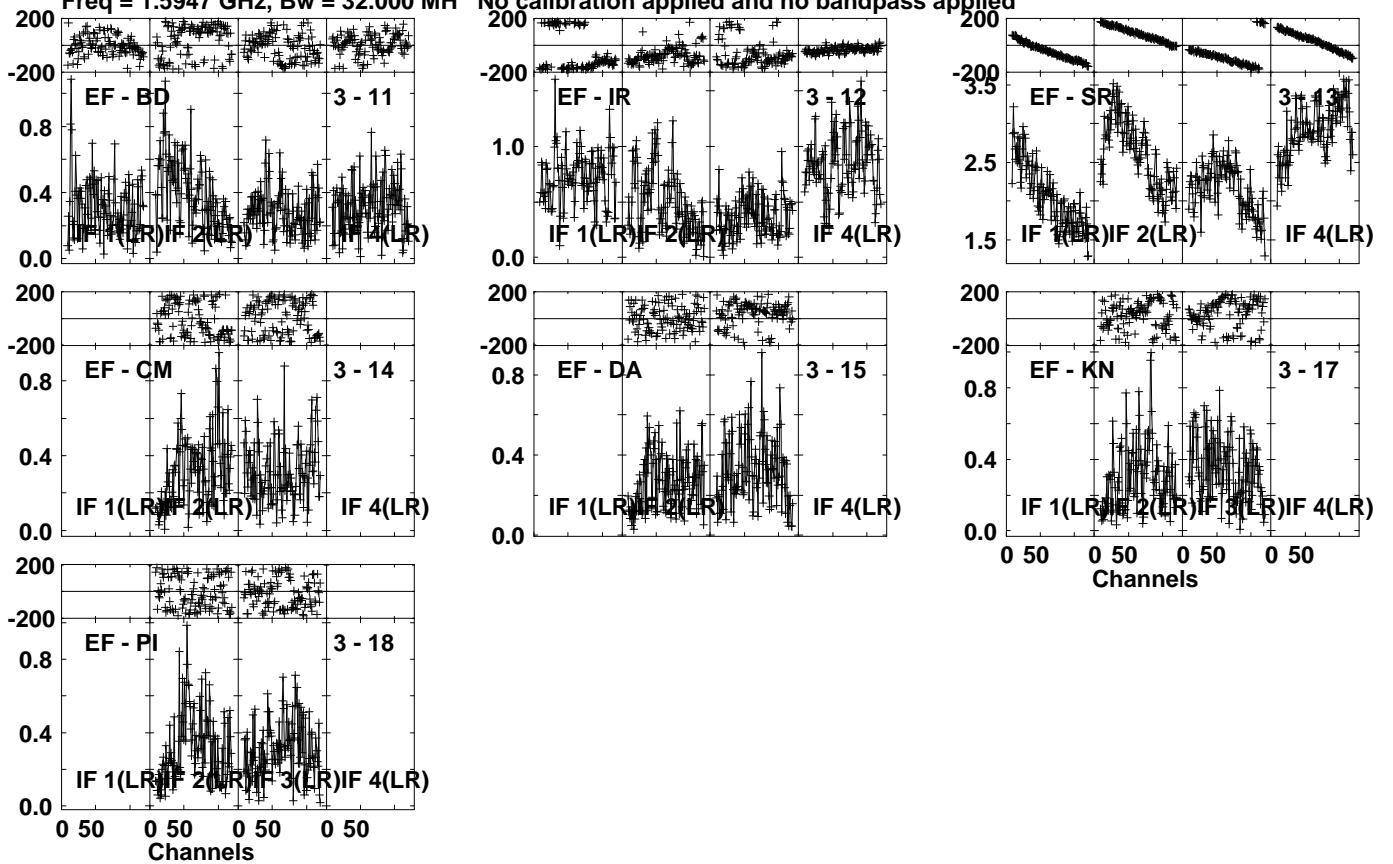 Freq = 1.5947 GHz, Bw = 32.000 MH No calibration applied and no bandpass applied
200
-200
EF - BD
3 - 11
0.8
0.4
0.0
IF 1(LR)
IF 2(LR)
IF 4(LR)
EF - IR
3 - 12
1.0
0.0
IF 1(LR)
IF 2(LR)
IF 4(LR)
200
-200
EF - SR
3 - 13
3.5
2.5
1.5
IF 1(LR)
IF 2(LR)
IF 4(LR)
200
-200
EF - CM
3 - 14
0.8
0.4
0.0
IF 1(LR)
IF 2(LR)
IF 4(LR)
200
-200
EF - DA
3 - 15
0.8
0.4
0.0
IF 1(LR)
IF 2(LR)
IF 4(LR)
200
-200
EF - KN
3 - 17
0.8
0.4
0.0
IF 1(LR)
IF 2(LR)
IF 3(LR)
IF 4(LR)
0 50 0 50 0 50 0 50
Channels
200
-200
EF - PI
3 - 18
0.8
0.4
0.0
IF 1(LR)
IF 2(LR)
IF 3(LR)
IF 4(LR)
0 50 0 50 0 50 0 50
Channels